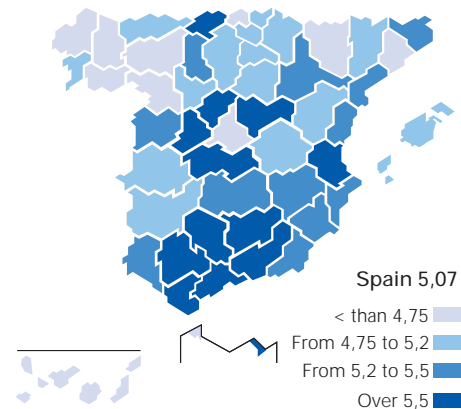 Spain 5,07
< than 4,75
From 4,75 to 5,2
From 5,2 to 5,5
Over 5,5